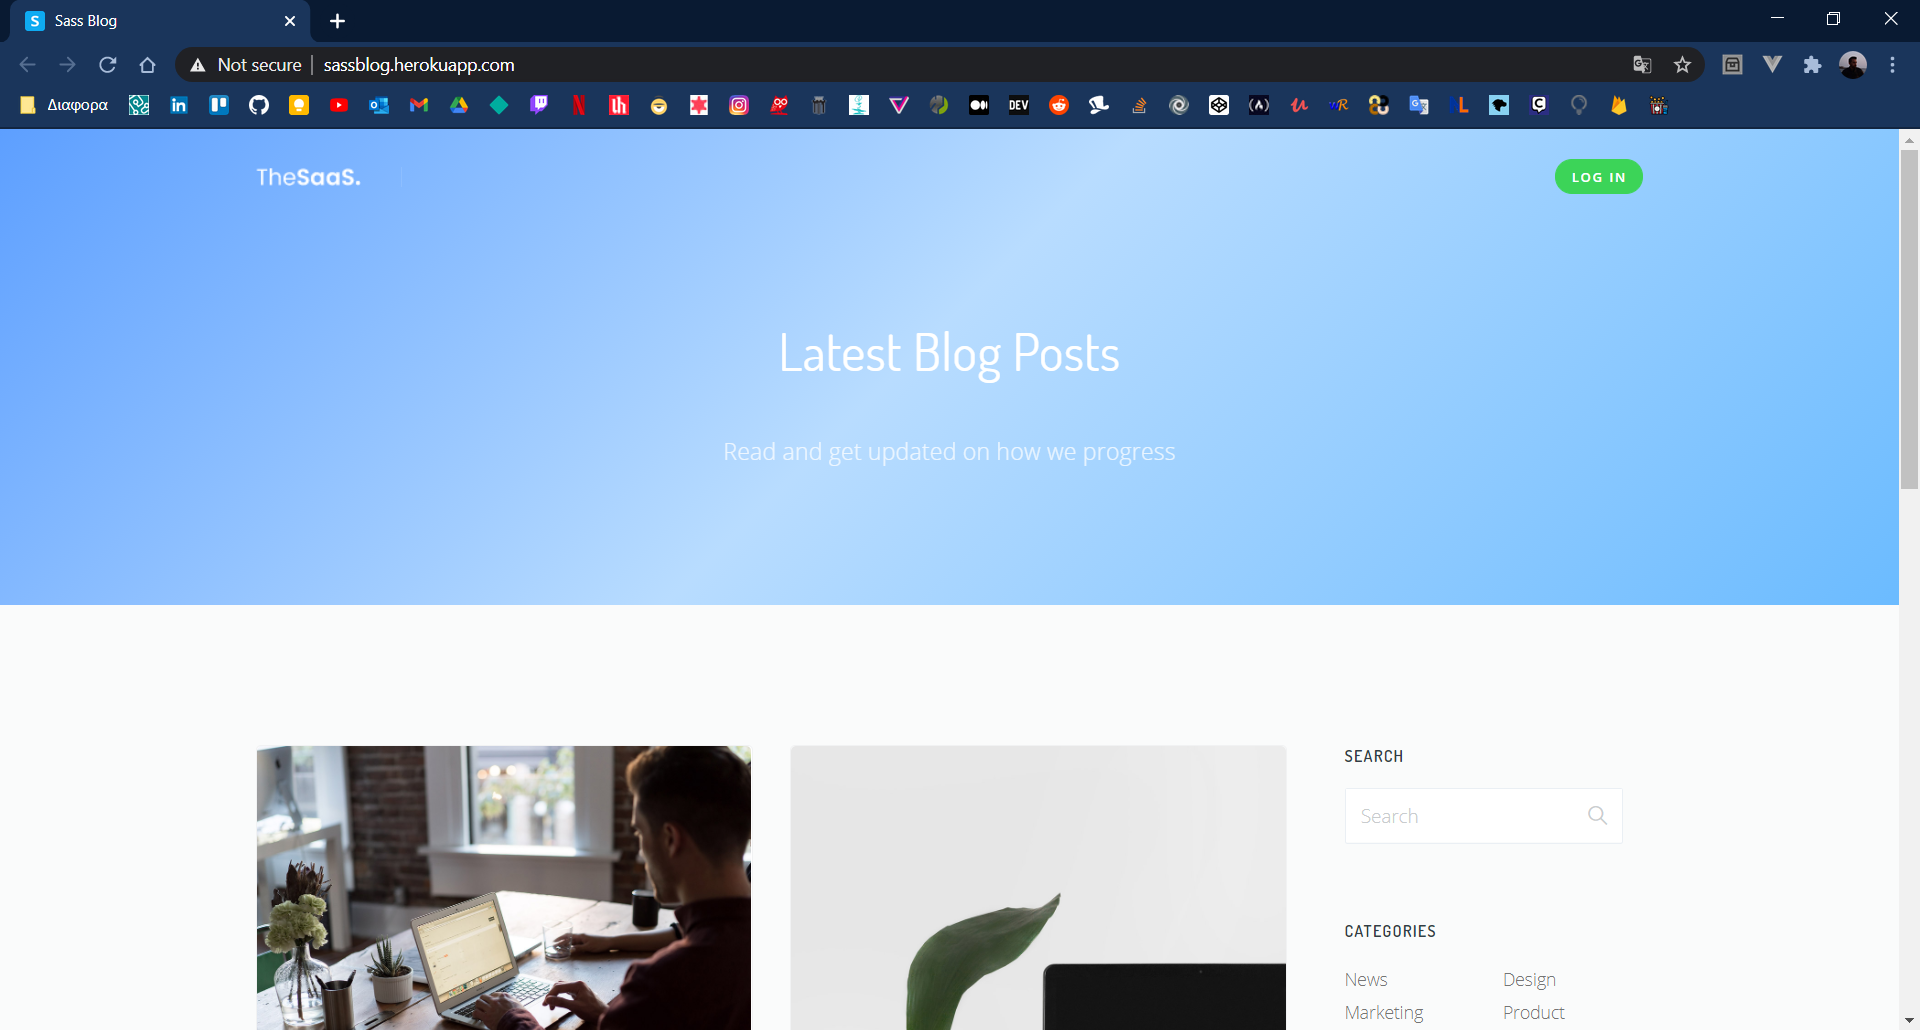 Sass Blog
Not secure
sassblog.herokuapp.com
Διαφορα
DEV
TheSaaS.
LOG IN
Latest Blog Posts
Read and get updated on how we progress
SEARCH
Search
CATEGORIES
News
Design
Marketing
Product